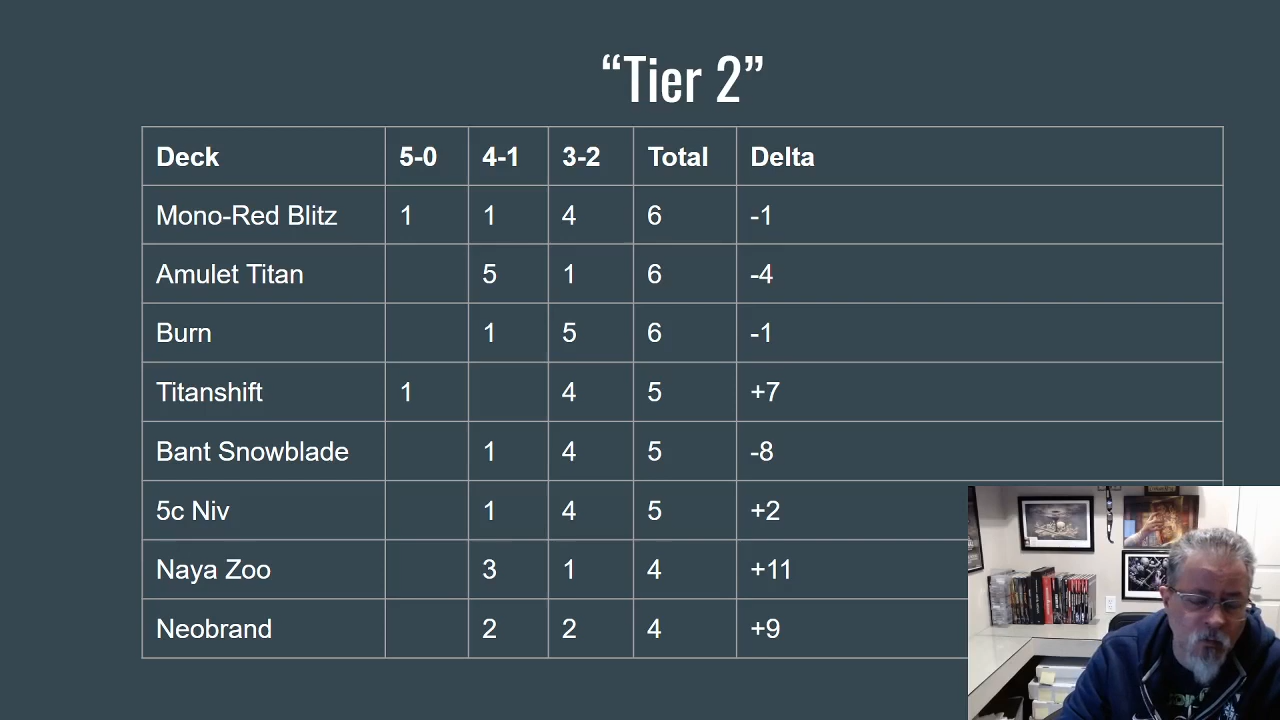 “Tier 2”
Deck 5-0 4-1 3-2 Total Delta
Mono-Red Blitz 1 1 4 6 -1
Amulet Titan 5 1 6 -4
Burn 1 5 6 -1
Titanshift 1 4 5 +7
Bant Snowblade 1 4 5 -8
5c Niv 1 4 5 +2
Naya Zoo 3 1 4 +11
Neobrand 2 2 4 +9